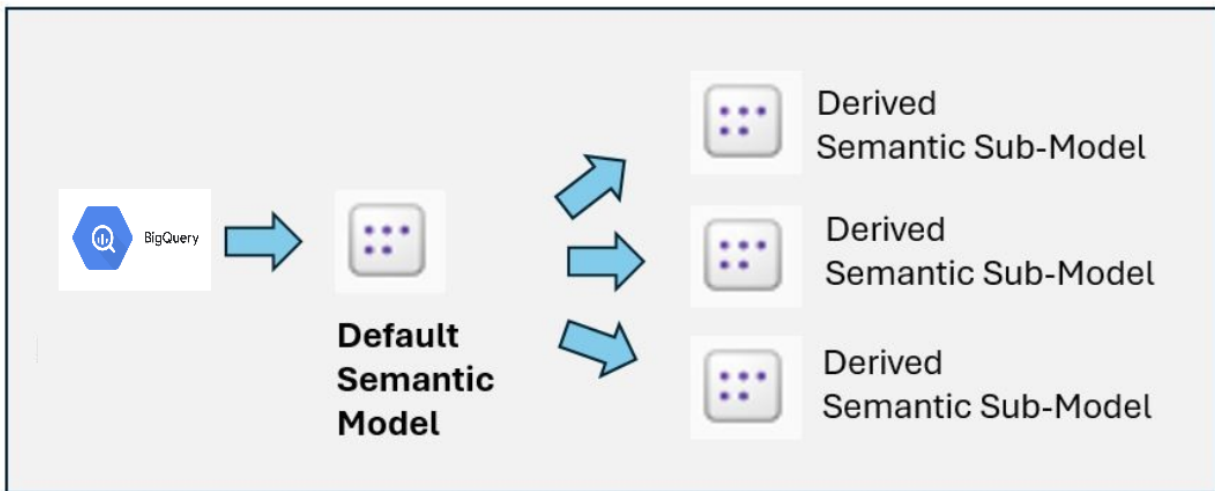 BigQuery
Default
Semantic
Model
Derived
Semantic Sub-Model
Derived
Semantic Sub-Model
Derived
Semantic Sub-Model